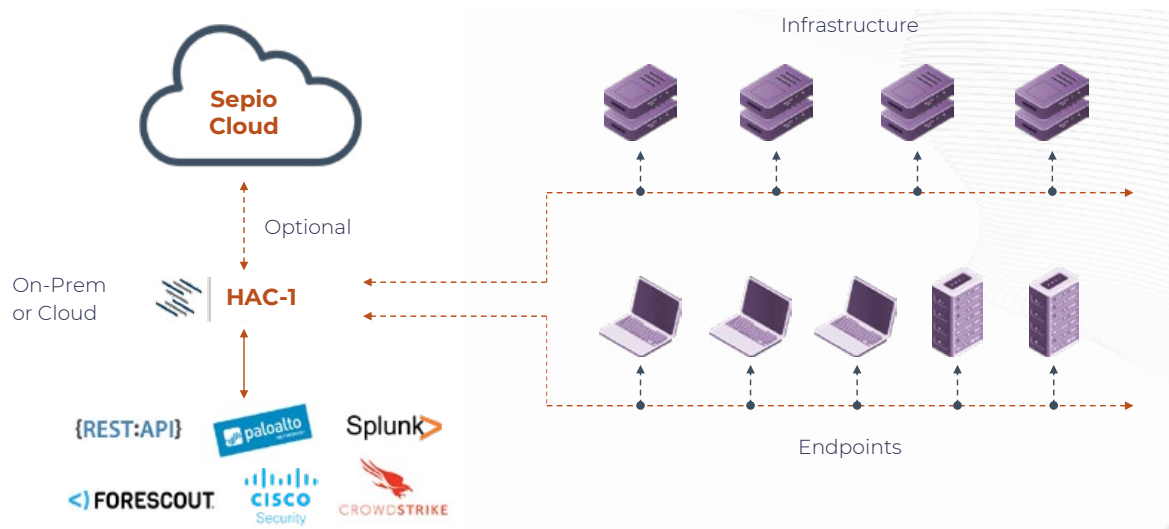 Infrastructure
Sepio
Cloud
Optional
On-Prem
or Cloud
HAC-1
{REST:API}
paloalto
Splunk>
Endpoints
FORESCOUT
CISCO
Security
CROWDSTRIKE